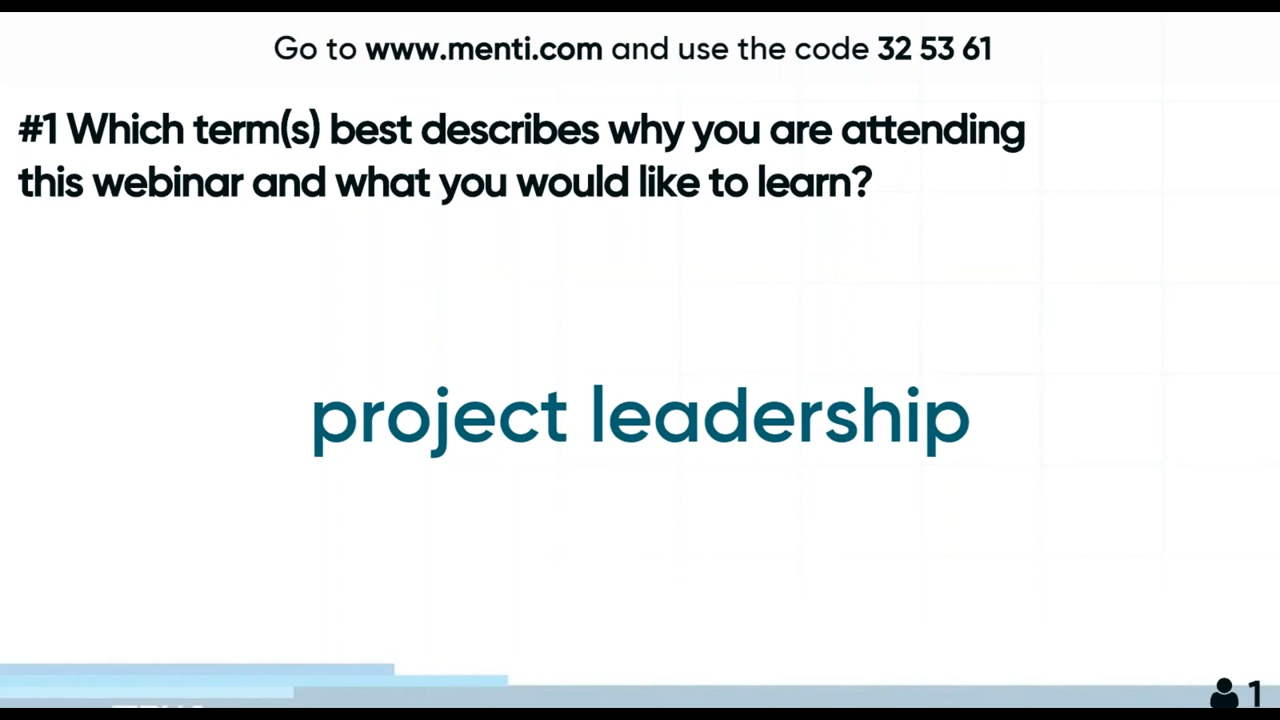 Go to www.menti.com and use the code 32 53 61
#1 Which term(s) best describes why you are attending
this webinar and what you would like to learn?
project leadership
1